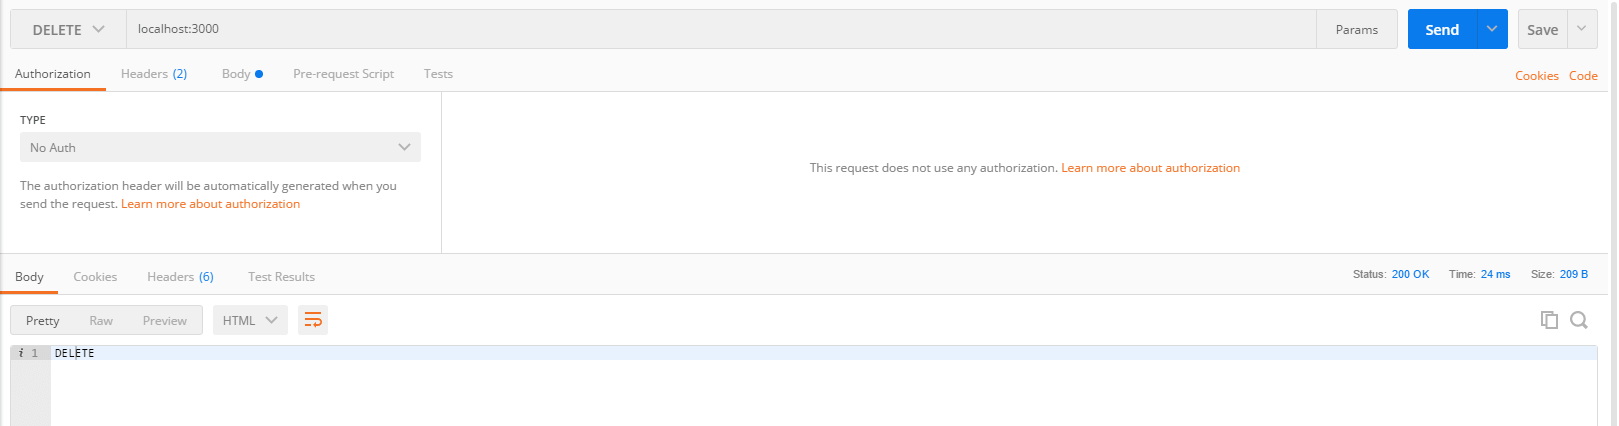 DELETE localhost:3000 Params Send Save
Authorization Headers (2) Body Pre-request Script Tests Cookies Code
TYPE
No Auth
The authorization header will be automatically generated when you
send the request. Learn more about authorization
This request does not use any authorization. Learn more about authorization
Body Cookies Headers (6) Test Results Status: 200 OK Time: 24 ms Size: 209 B
Pretty Raw Preview HTML
i 1 DELETE